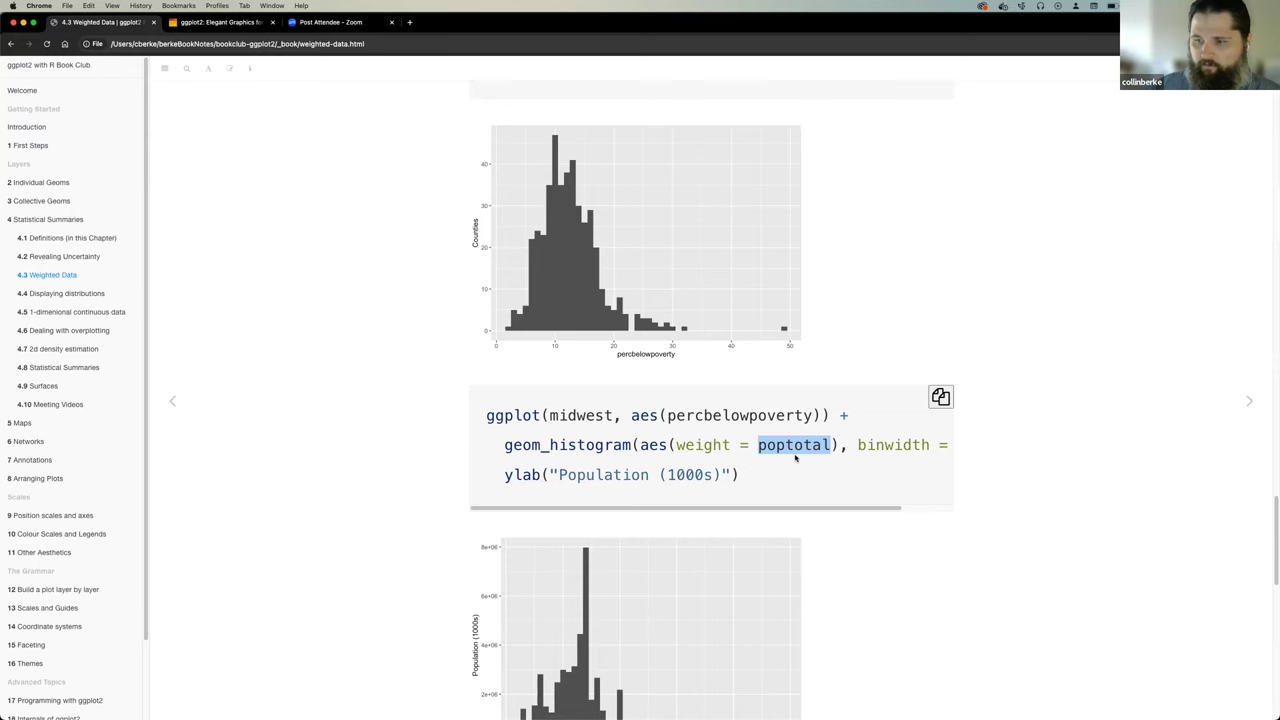 Chrome File Edit View History Bookmarks Profiles Tab Window Help
4.3 Weighted Data | ggplot2
ggplot2: Elegant Graphics for
Post Attendee - Zoom
File /Users/cberke/berkeBookNotes/bookclub-ggplot2/_book/weighted-data.html
collinberke
ggplot2 with R Book Club
Welcome
Getting Started
Introduction
1 First Steps
Layers
2 Individual Geoms
3 Collective Geoms
4 Statistical Summaries
4.1 Definitions (in this Chapter)
4.2 Revealing Uncertainty
4.3 Weighted Data
4.4 Displaying distributions
4.5 1-dimenional continuous data
4.6 Dealing with overplotting
4.7 2d density estimation
4.8 Statistical Summaries
4.9 Surfaces
4.10 Meeting Videos
5 Maps
6 Networks
7 Annotations
8 Arranging Plots
Scales
9 Position scales and axes
10 Colour Scales and Legends
11 Other Aesthetics
The Grammar
12 Build a plot layer by layer
13 Scales and Guides
14 Coordinate systems
15 Faceting
16 Themes
Advanced Topics
17 Programming with ggplot2
18 Internals of ggplot2
40
30
20
10
0
Counties
0 10 20 30 40 50
percbelowpoverty
ggplot(midwest, aes(percbelowpoverty)) +
geom_histogram(aes(weight = poptotal), binwidth =
ylab("Population (1000s)")
8e+06
6e+06
4e+06
2e+06
Population (1000s)